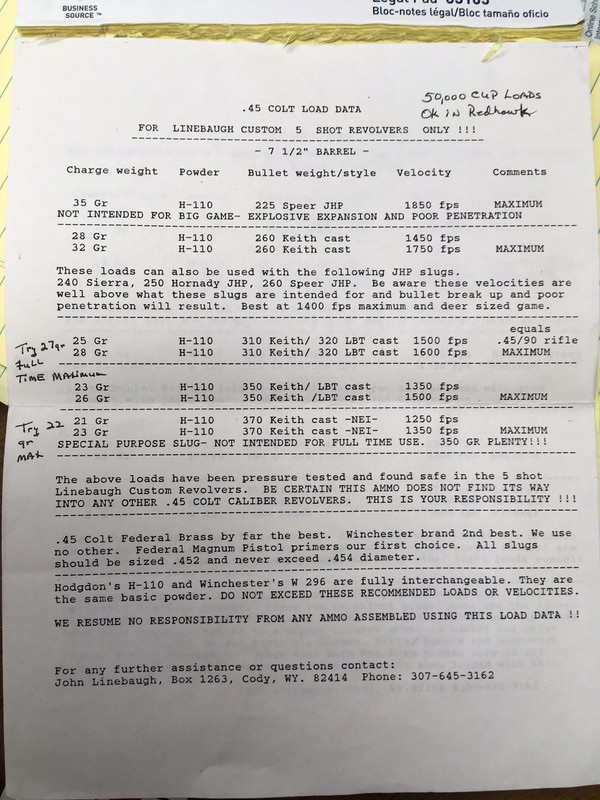 BUSINESS
SOURCE ™
Bloc-notes légal/Bloc tamaño oficio
50,000 CUP LOADS
OK IN Redhawk
.45 COLT LOAD DATA
FOR LINEBAUGH CUSTOM 5 SHOT REVOLVERS ONLY !!!
- 7 1/2" BARREL -
Charge weight Powder Bullet weight/style Velocity Comments
35 Gr H-110 225 Speer JHP 1850 fps MAXIMUM
NOT INTENDED FOR BIG GAME- EXPLOSIVE EXPANSION AND POOR PENETRATION
28 Gr H-110 260 Keith cast 1450 fps
32 Gr H-110 260 Keith cast 1750 fps MAXIMUM
These loads can also be used with the following JHP slugs.
240 Sierra, 250 Hornady JHP, 260 Speer JHP. Be aware these velocities are
well above what these slugs are intended for and bullet break up and poor
penetration will result. Best at 1400 fps maximum and deer sized game.
equals
25 Gr H-110 310 Keith/ 320 LBT cast 1500 fps .45/90 rifle
28 Gr H-110 310 Keith/ 320 LBT cast 1600 fps MAXIMUM
Try 27gr
FULL
TIME MAXIMUM
23 Gr H-110 350 Keith/ LBT cast 1350 fps
26 Gr H-110 350 Keith /LBT cast 1500 fps MAXIMUM
21 Gr H-110 370 Keith cast -NEI- 1250 fps
23 Gr H-110 370 Keith cast -NEI- 1350 fps MAXIMUM
SPECIAL PURPOSE SLUG- NOT INTENDED FOR FULL TIME USE. 350 GR PLENTY!!!
Try 22
gr
MAX
The above loads have been pressure tested and found safe in the 5 shot
Linebaugh Custom Revolvers. BE CERTAIN THIS AMMO DOES NOT FIND ITS WAY
INTO ANY OTHER .45 COLT CALIBER REVOLVERS. THIS IS YOUR RESPONSIBILITY !!!
.45 Colt Federal Brass by far the best. Winchester brand 2nd best. We use
no other. Federal Magnum Pistol primers our first choice. All slugs
should be sized .452 and never exceed .454 diameter.
Hodgdon's H-110 and Winchester's W 296 are fully interchangeable. They are
the same basic powder. DO NOT EXCEED THESE RECOMMENDED LOADS OR VELOCITIES.
WE RESUME NO RESPONSIBILITY FROM ANY AMMO ASSEMBLED USING THIS LOAD DATA !!
For any further assistance or questions contact:
John Linebaugh, Box 1263, Cody, WY. 82414 Phone: 307-645-3162